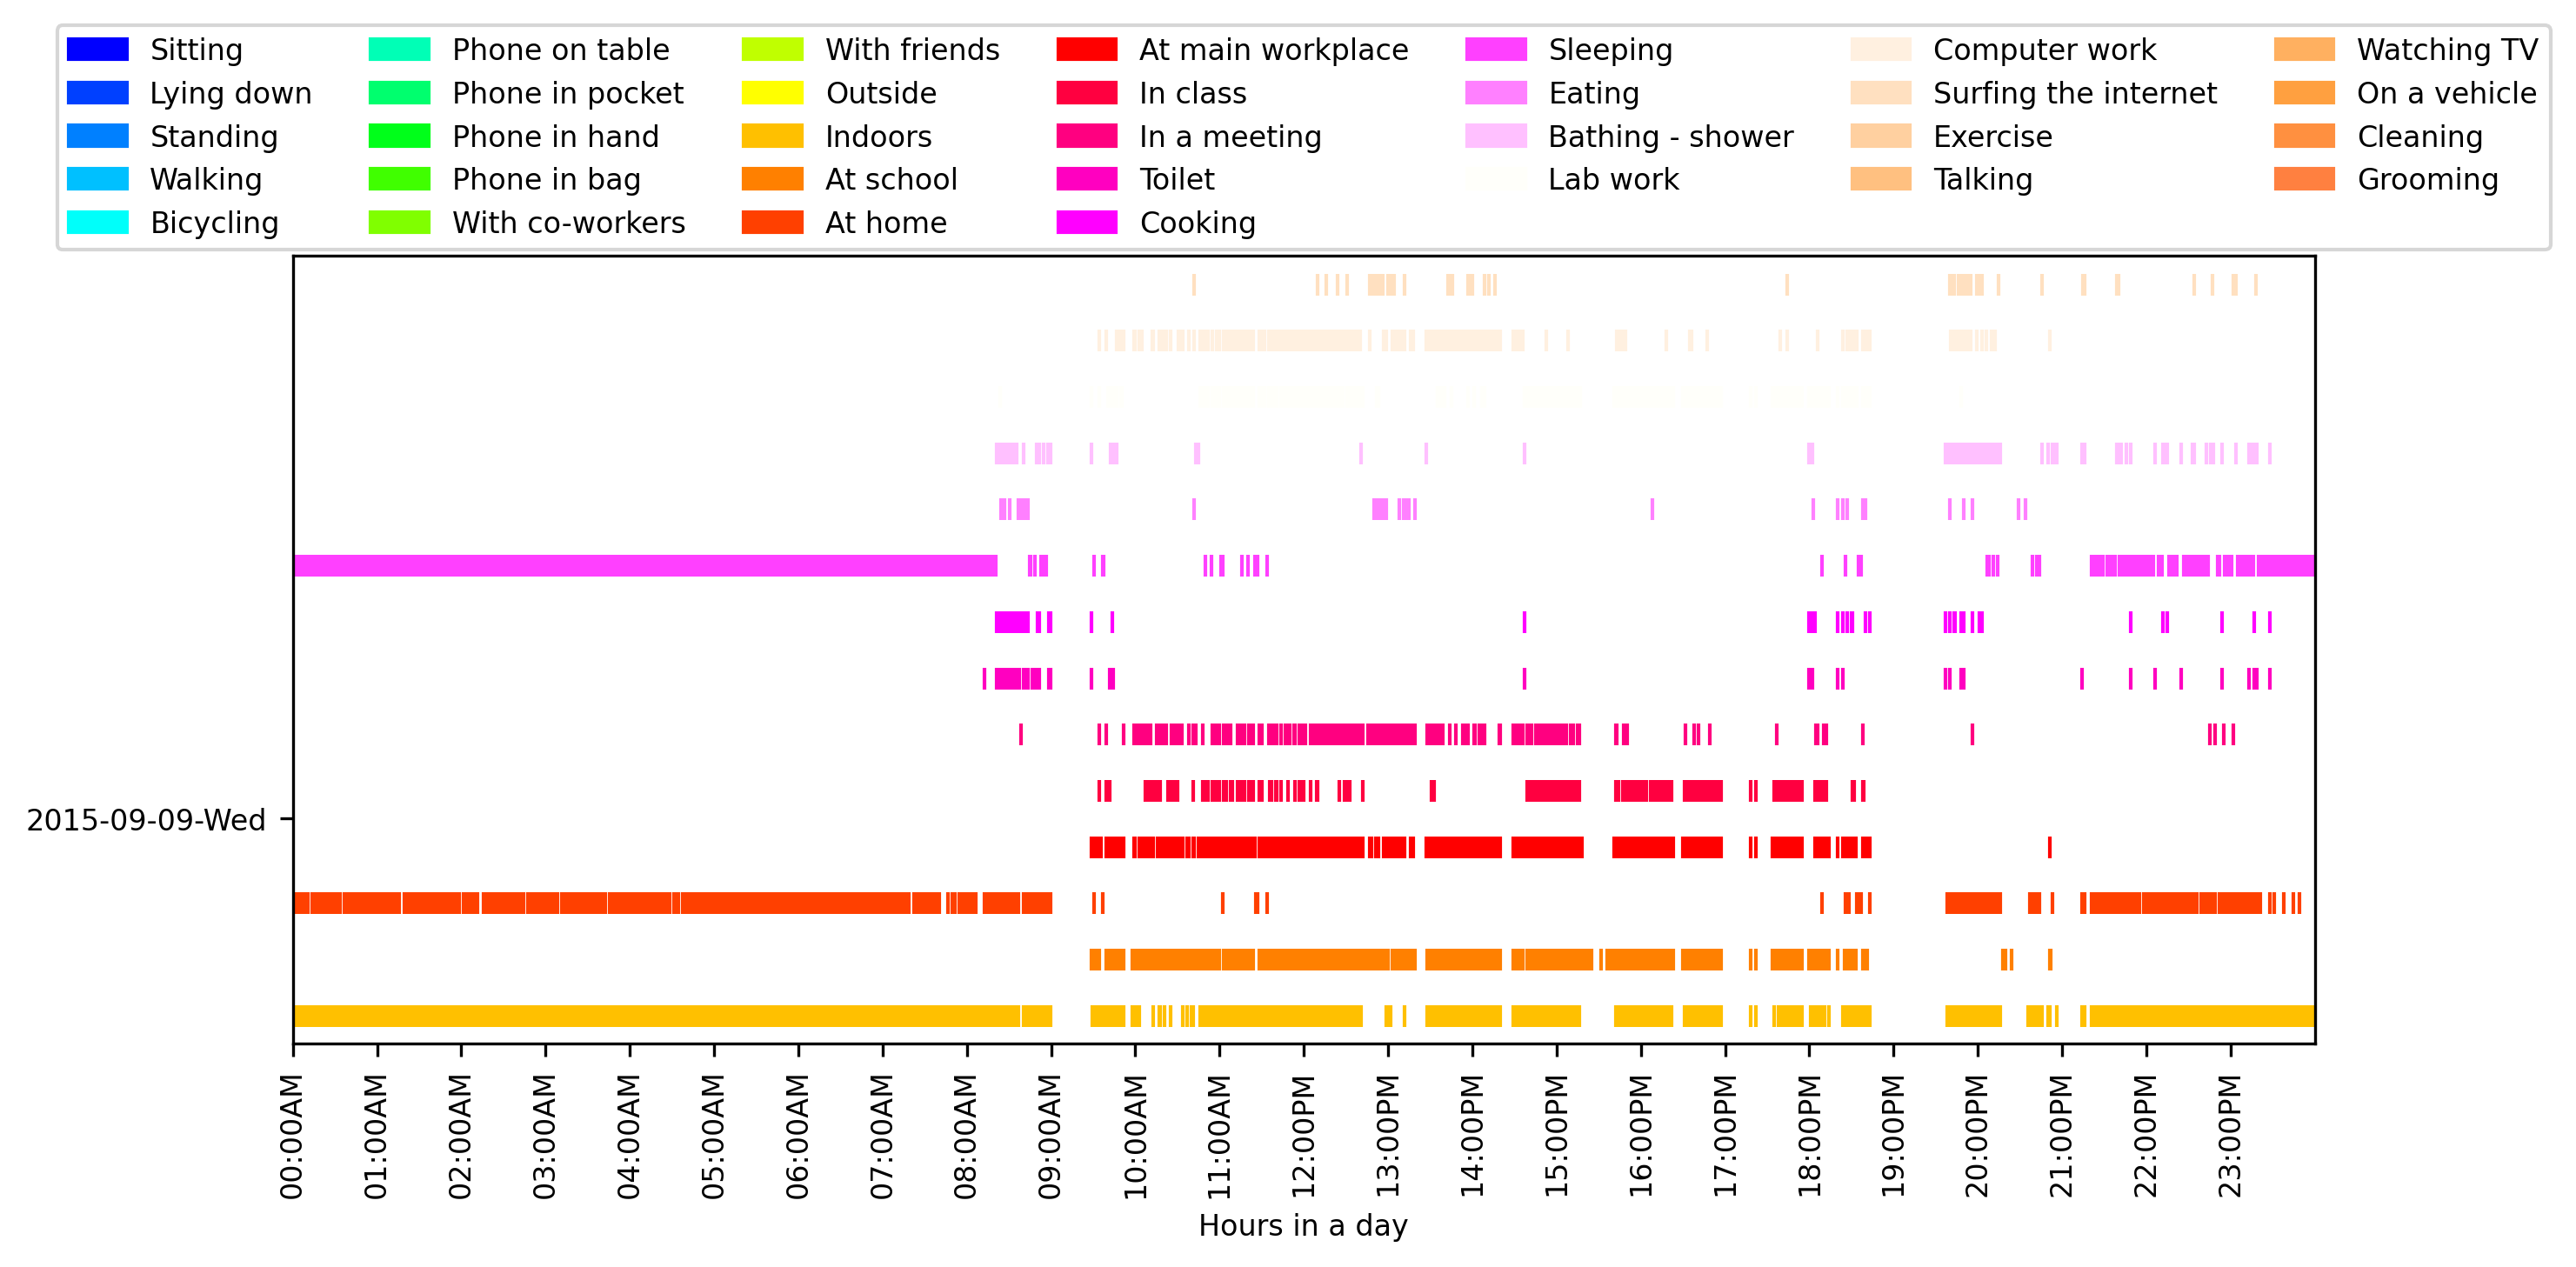 Sitting
Lying down
Standing
Walking
Bicycling
Phone on table
Phone in pocket
Phone in hand
Phone in bag
With co-workers
With friends
Outside
Indoors
At school
At home
At main workplace
In class
In a meeting
Toilet
Cooking
Sleeping
Eating
Bathing - shower
Lab work
Computer work
Surfing the internet
Exercise
Talking
Watching TV
On a vehicle
Cleaning
Grooming
2015-09-09-Wed
00:00AM
01:00AM
02:00AM
03:00AM
04:00AM
05:00AM
06:00AM
07:00AM
08:00AM
09:00AM
10:00AM
11:00AM
12:00PM
13:00PM
14:00PM
15:00PM
16:00PM
17:00PM
18:00PM
19:00PM
20:00PM
21:00PM
22:00PM
23:00PM
Hours in a day